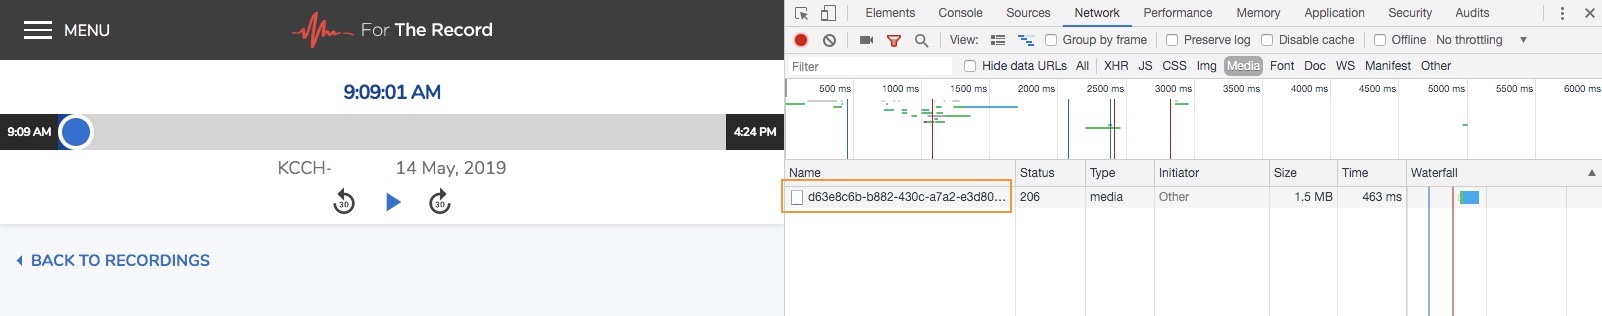 MENU
For The Record
9:09:01 AM
9:09 AM
4:24 PM
KCCH-
14 May, 2019
30
30
BACK TO RECORDINGS
Elements Console Sources Network Performance Memory Application Security Audits
View: Group by frame Preserve log Disable cache Offline No throttling
Filter Hide data URLs All XHR JS CSS Img Media Font Doc WS Manifest Other
500 ms 1000 ms 1500 ms 2000 ms 2500 ms 3000 ms 3500 ms 4000 ms 4500 ms 5000 ms 5500 ms 6000 ms
Name Status Type Initiator Size Time Waterfall
d63e8c6b-b882-430c-a7a2-e3d80... 206 media Other 1.5 MB 463 ms